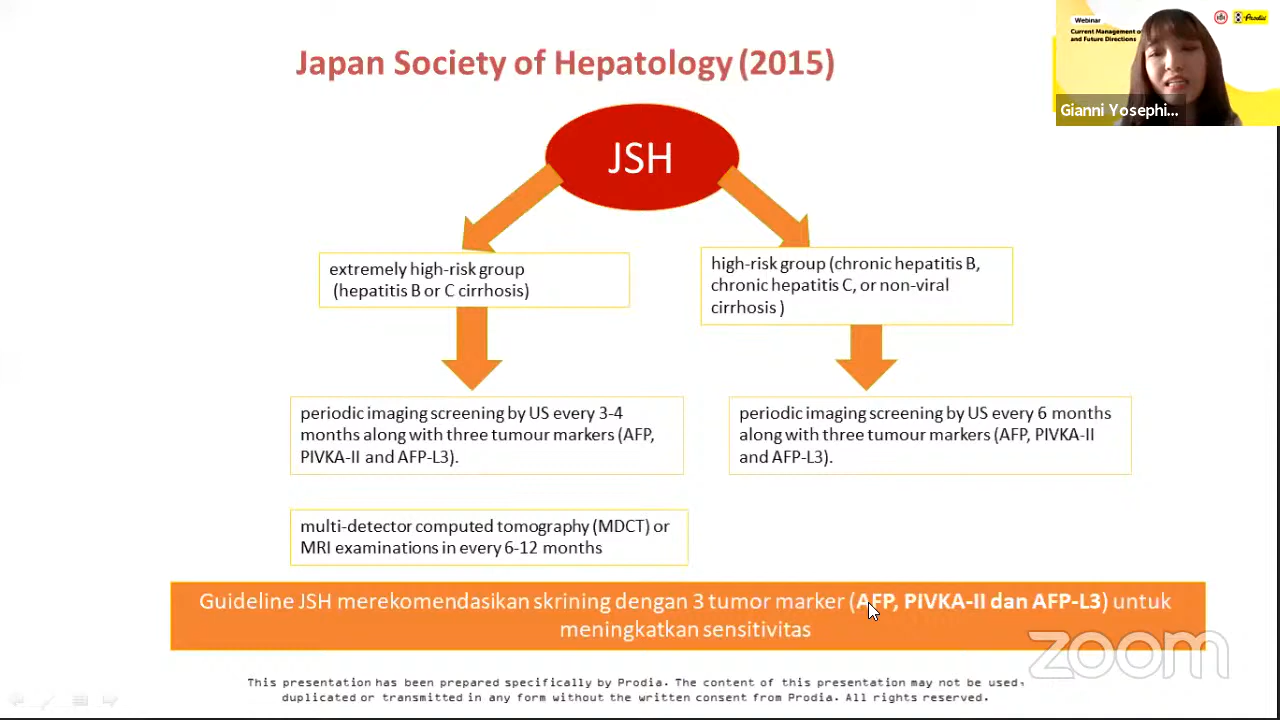 Japan Society of Hepatology (2015)
Webinar
Current Management o
and Future Directions
Prodia
Gianni Yosephi...
JSH
extremely high-risk group
(hepatitis B or C cirrhosis)
high-risk group (chronic hepatitis B,
chronic hepatitis C, or non-viral
cirrhosis )
periodic imaging screening by US every 3-4
months along with three tumour markers (AFP,
PIVKA-II and AFP-L3).
periodic imaging screening by US every 6 months
along with three tumour markers (AFP, PIVKA-II
and AFP-L3).
multi-detector computed tomography (MDCT) or
MRI examinations in every 6-12 months
Guideline JSH merekomendasikan skrining dengan 3 tumor marker (AFP, PIVKA-II dan AFP-L3) untuk
meningkatkan sensitivitas
zoom
This presentation has been prepared specifically by Prodia. The content of this presentation may not be used,
duplicated or transmitted in any form without the written consent from Prodia. All rights reserved.